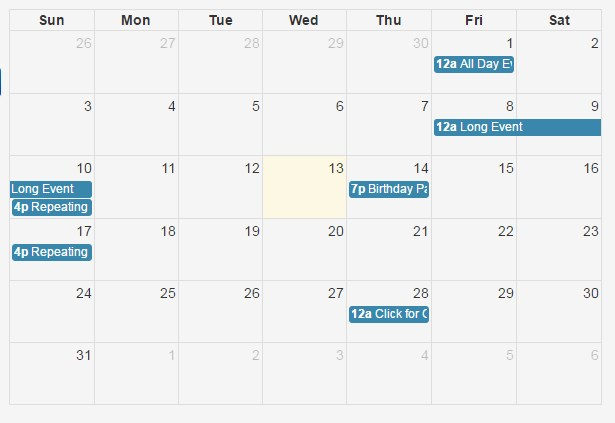 Sun Mon Tue Wed Thu Fri Sat
26 27 28 29 30 1 2
12a All Day Ev
3 4 5 6 7 8 9
12a Long Event
10 11 12 13 14 15 16
Long Event 7p Birthday Pa
4p Repeating
17 18 19 20 21 22 23
4p Repeating
24 25 26 27 28 29 30
12a Click for G
31 1 2 3 4 5 6